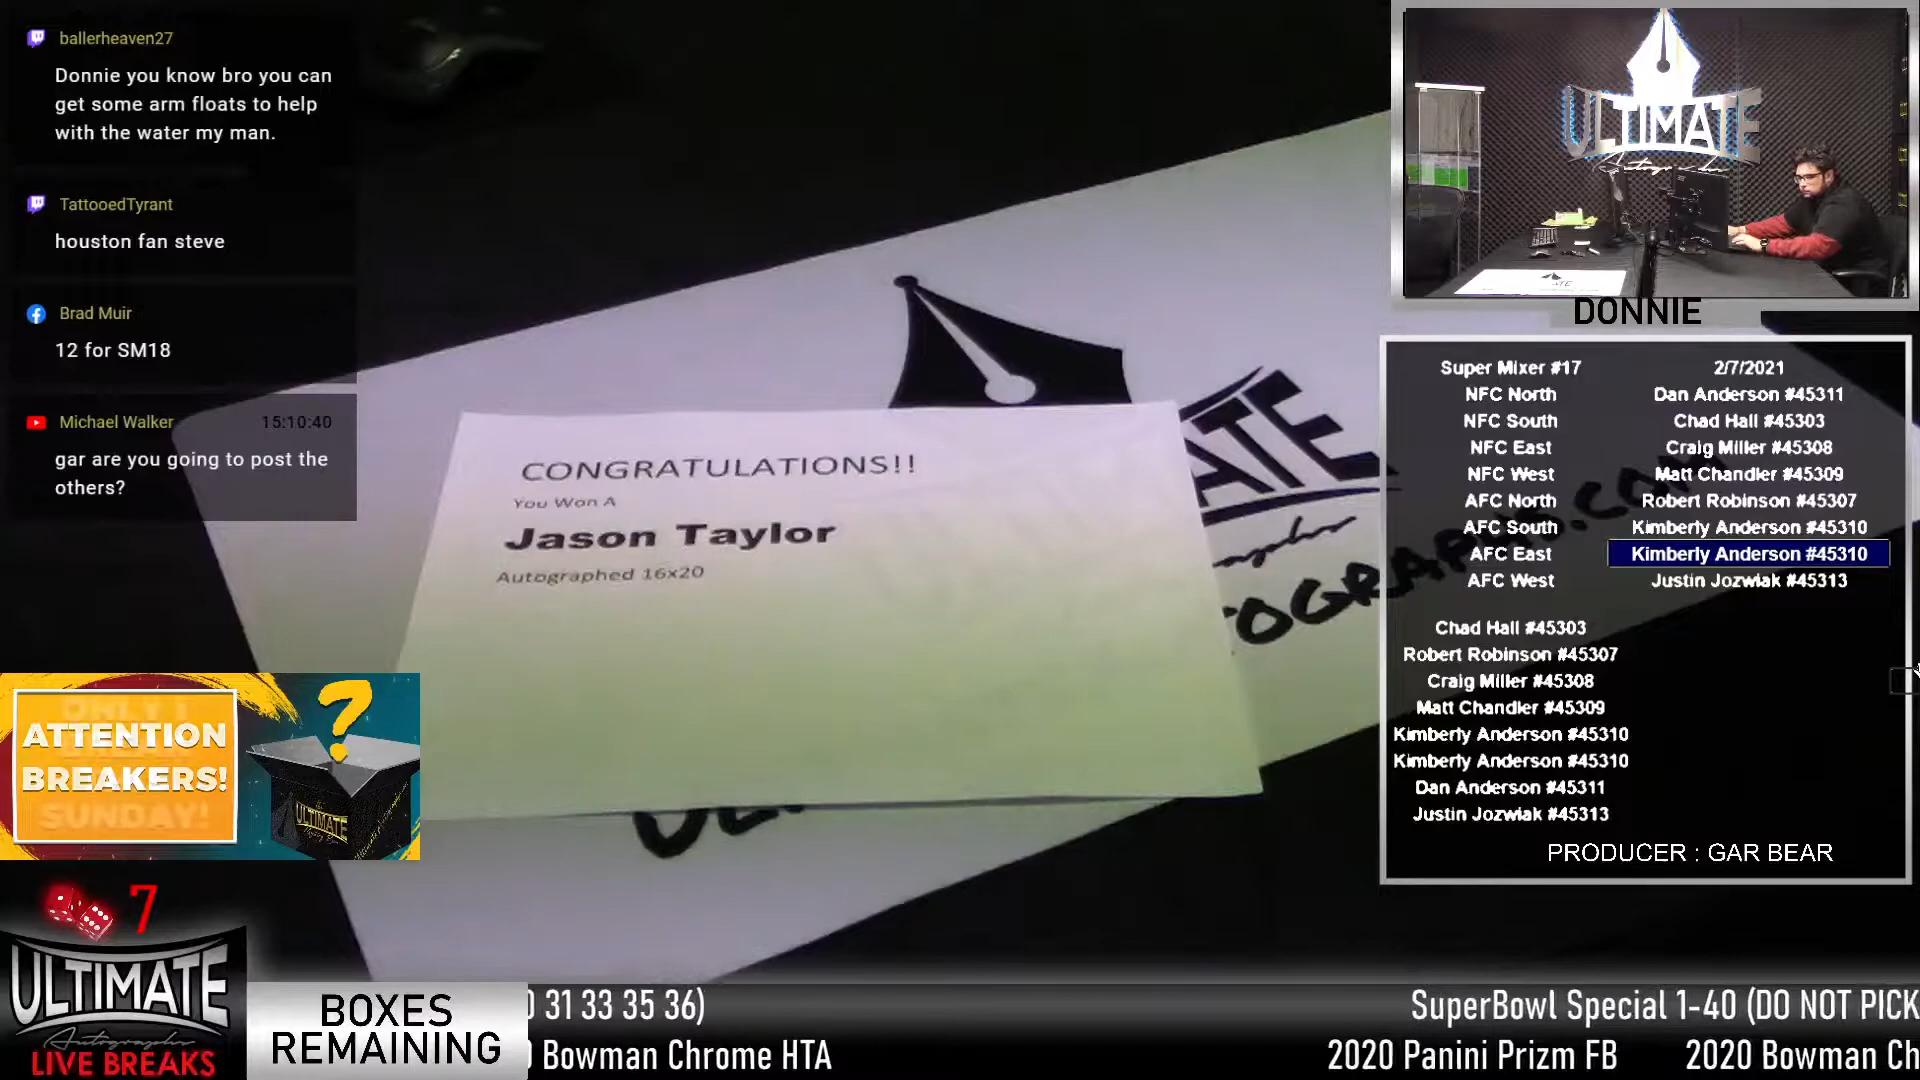 ballerheaven27
Donnie you know bro you can
get some arm floats to help
with the water my man.
TattooedTyrant
houston fan steve
Brad Muir
12 for SM18
Michael Walker 15:10:40
gar are you going to post the
others?
CONGRATULATIONS!!
You Won A
Jason Taylor
Autographed 16x20
ATE
ULTIMATE
DONNIE
Super Mixer #17 2/7/2021
NFC North Dan Anderson #45311
NFC South Chad Hall #45303
NFC East Craig Miller #45308
NFC West Matt Chandler #45309
AFC North Robert Robinson #45307
AFC South Kimberly Anderson #45310
AFC East Kimberly Anderson #45310
AFC West Justin Jozwiak #45313
Chad Hall #45303
Robert Robinson #45307
Craig Miller #45308
Matt Chandler #45309
Kimberly Anderson #45310
Kimberly Anderson #45310
Dan Anderson #45311
Justin Jozwiak #45313
PRODUCER : GAR BEAR
ATTENTION
BREAKERS!
SUNDAY!
ULTIMATE
7
ULTIMATE
Autographs
LIVE BREAKS
BOXES
REMAINING
31 33 35 36) SuperBowl Special 1-40 (DO NOT PICK
Bowman Chrome HTA 2020 Panini Prizm FB 2020 Bowman Ch